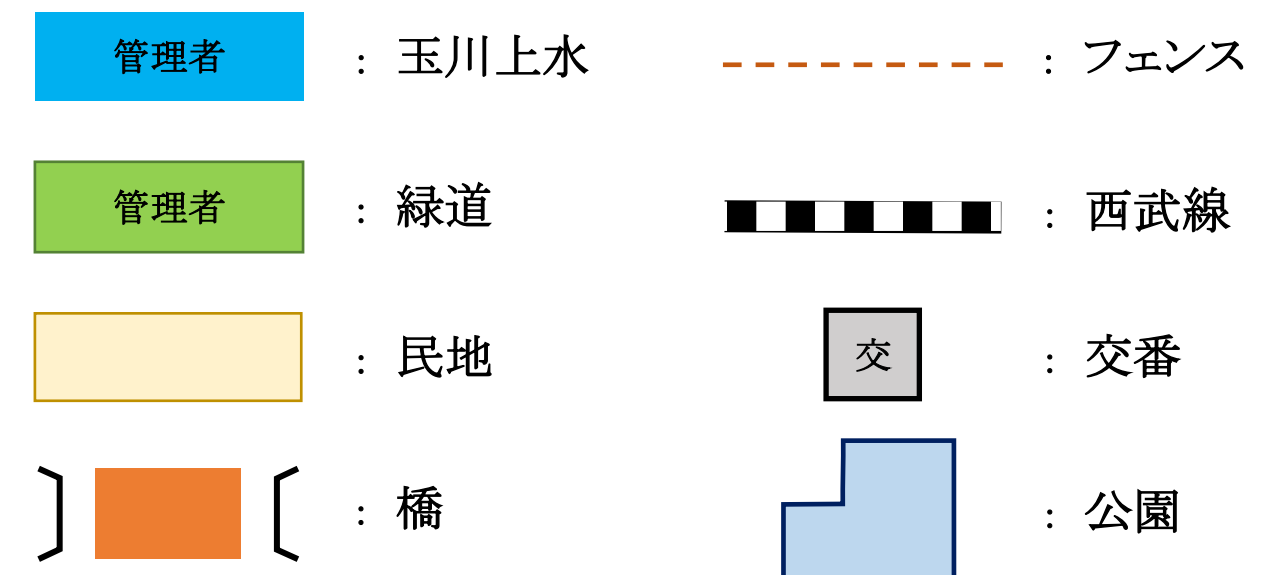 管理者 : 玉川上水
: フェンス
管理者 : 緑道
: 西武線
: 民地
交 : 交番
: 橋
: 公園